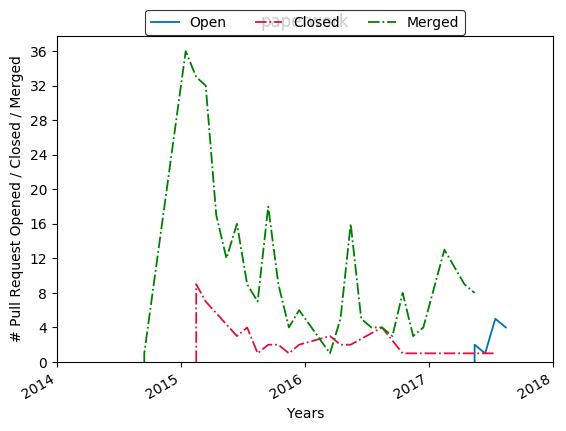 paperwork
Open Closed Merged
# Pull Request Opened / Closed / Merged
36
32
28
24
20
16
12
8
4
0
2014 2015 2016 2017 2018
Years